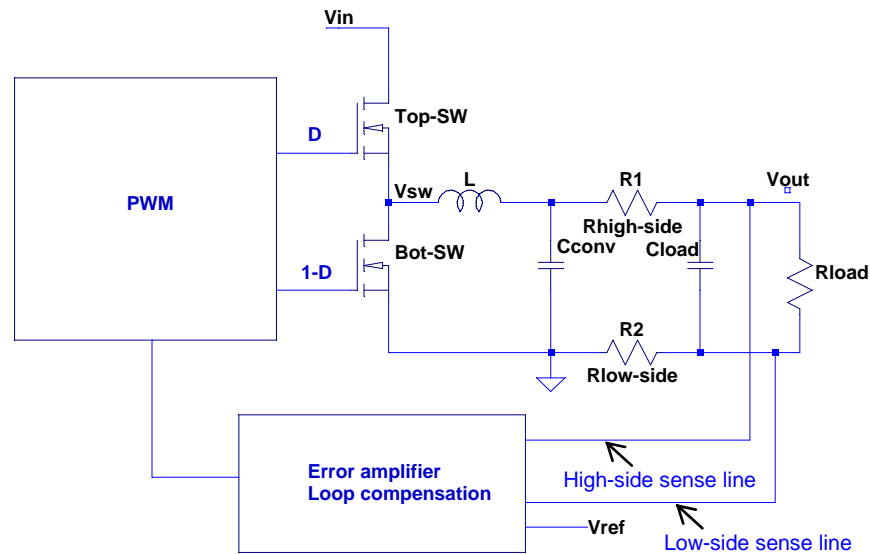 Vin
Top-SW
D
PWM
Vsw
L
R1
Vout
Rhigh-side
Cconv
Cload
Bot-SW
1-D
Rload
R2
Rlow-side
Error amplifier
Loop compensation
High-side sense line
Vref
Low-side sense line